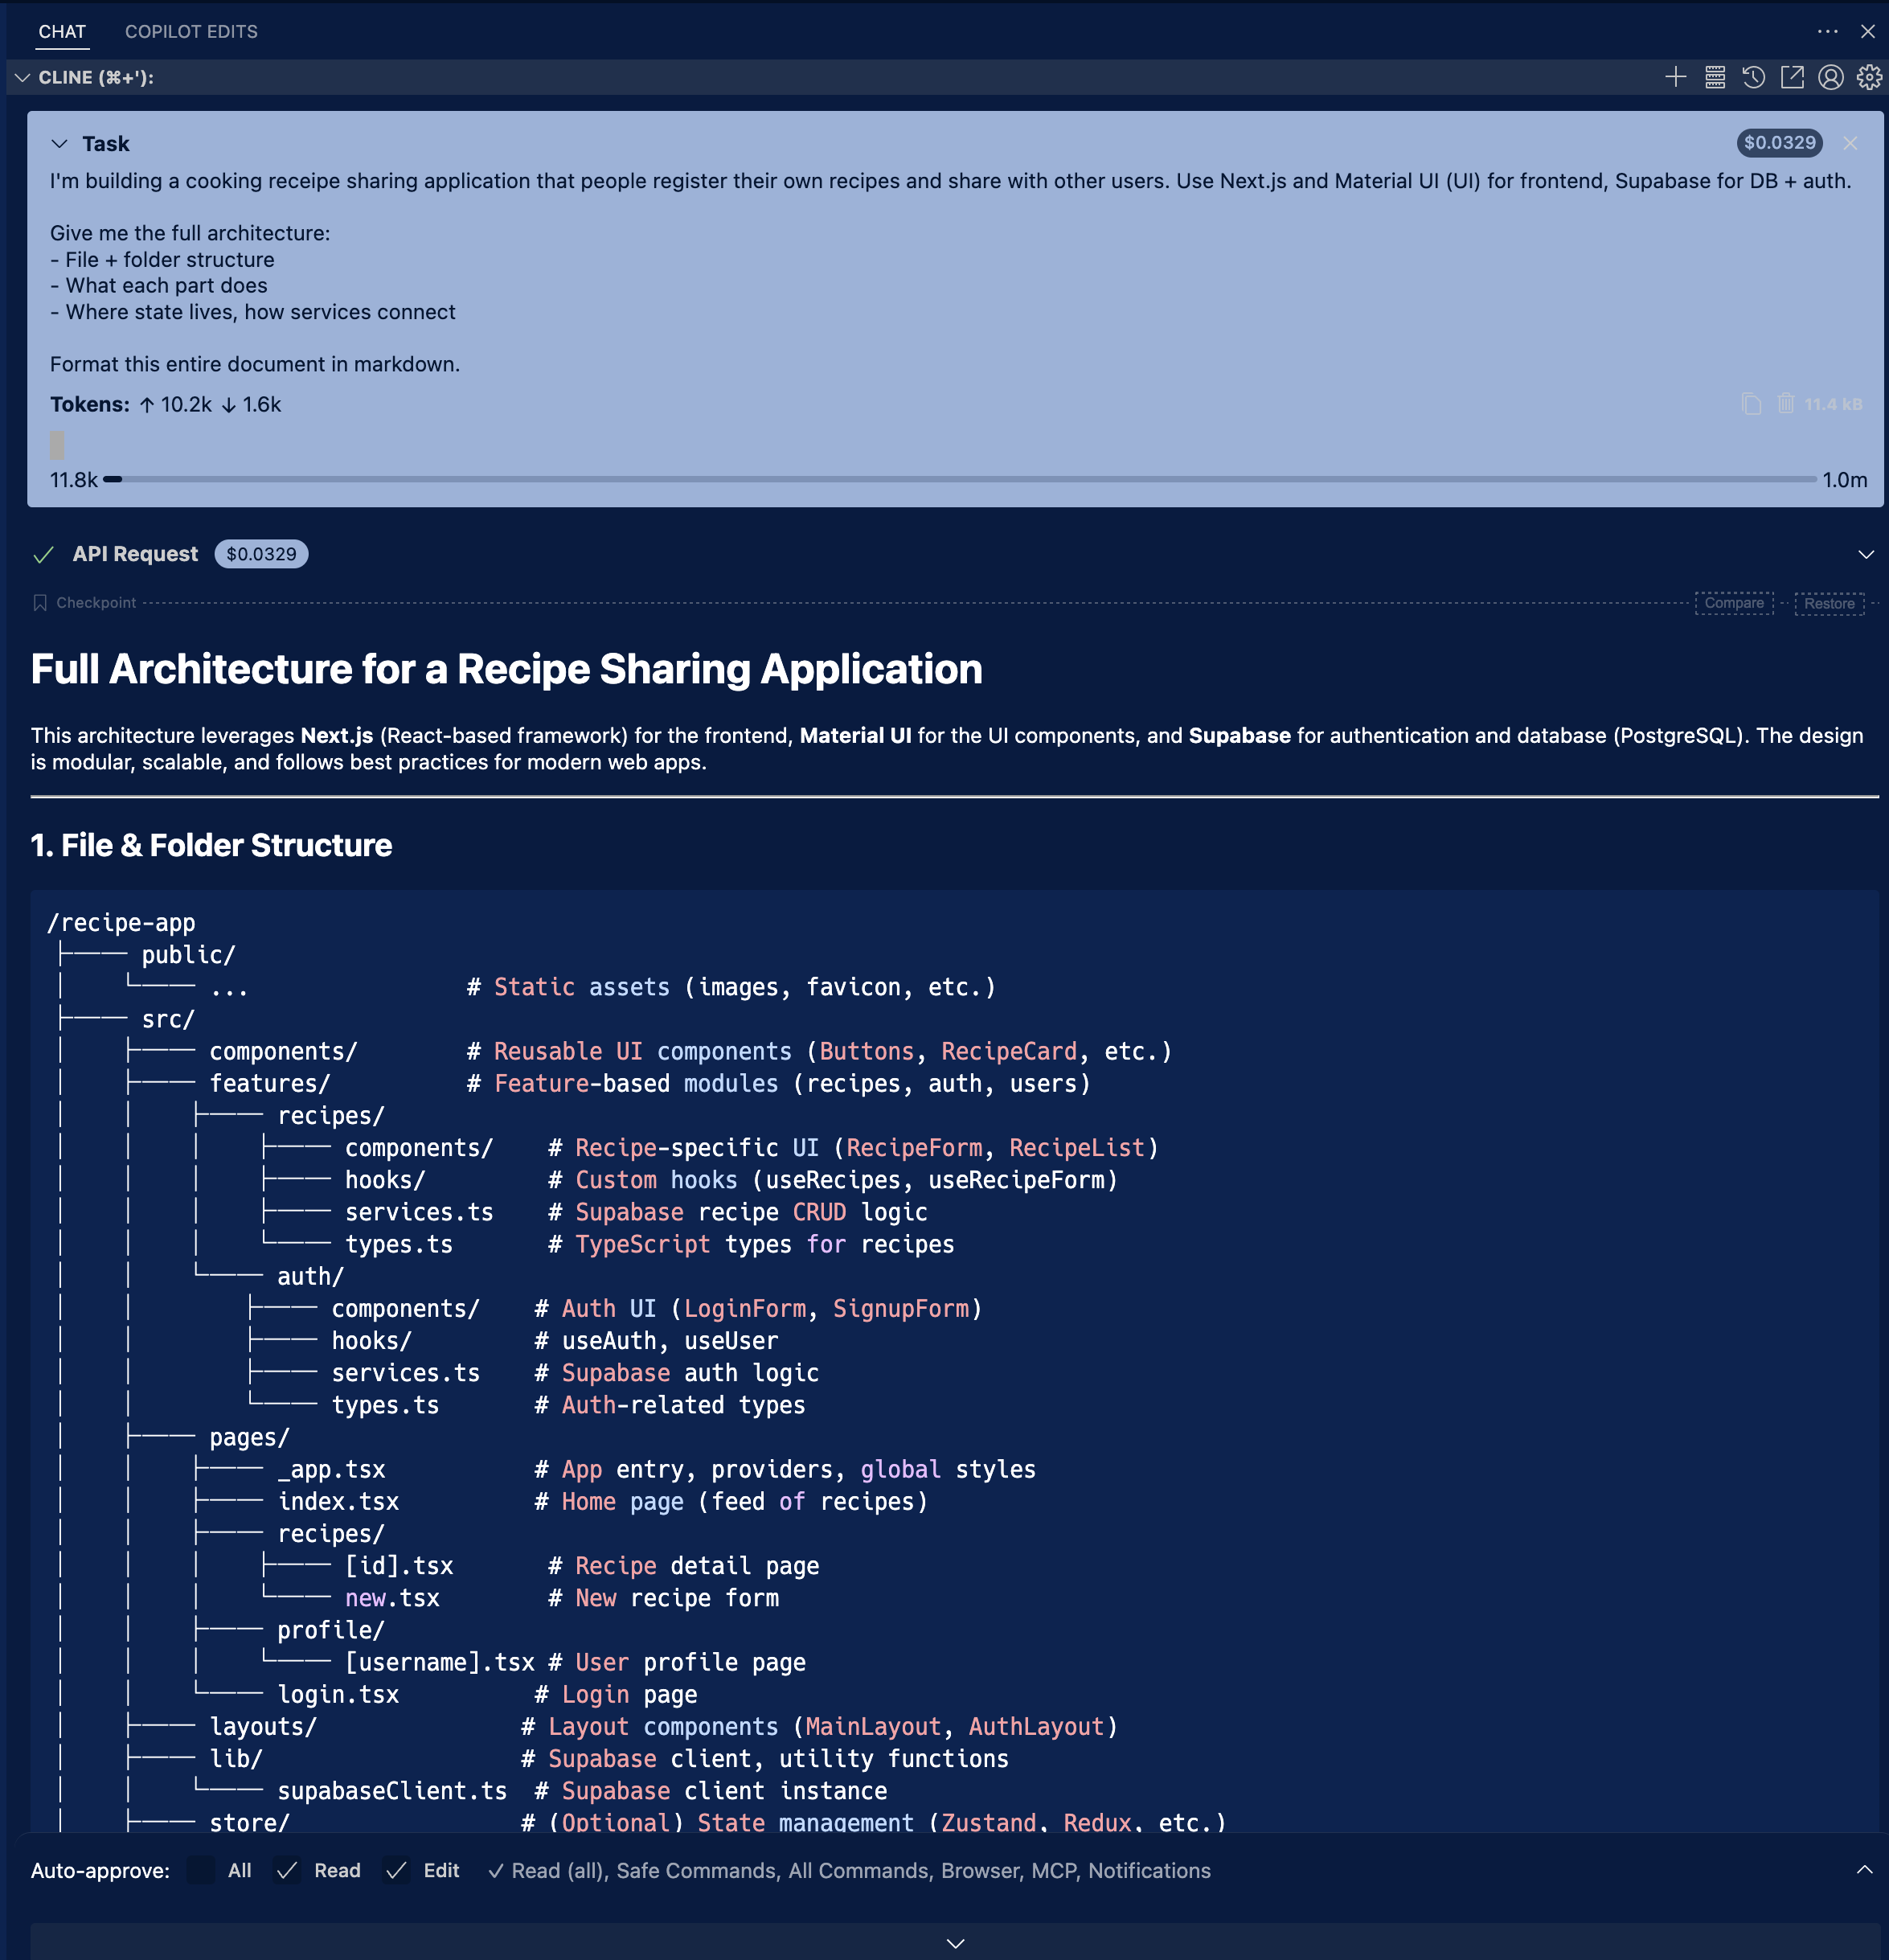 CHAT COPILOT EDITS
CLINE (⌘+'):
Task $0.0329
I'm building a cooking receipe sharing application that people register their own recipes and share with other users. Use Next.js and Material UI (UI) for frontend, Supabase for DB + auth.
Give me the full architecture:
- File + folder structure
- What each part does
- Where state lives, how services connect
Format this entire document in markdown.
Tokens: ↑ 10.2k ↓ 1.6k 11.4 kB
11.8k 1.0m
API Request $0.0329
Checkpoint Compare Restore
Full Architecture for a Recipe Sharing Application
This architecture leverages Next.js (React-based framework) for the frontend, Material UI for the UI components, and Supabase for authentication and database (PostgreSQL). The design
is modular, scalable, and follows best practices for modern web apps.
1. File & Folder Structure
/recipe-app
├── public/
│ └── ... # Static assets (images, favicon, etc.)
├── src/
│ ├── components/ # Reusable UI components (Buttons, RecipeCard, etc.)
│ ├── features/ # Feature-based modules (recipes, auth, users)
│ │ ├── recipes/
│ │ │ ├── components/ # Recipe-specific UI (RecipeForm, RecipeList)
│ │ │ ├── hooks/ # Custom hooks (useRecipes, useRecipeForm)
│ │ │ ├── services.ts # Supabase recipe CRUD logic
│ │ │ └── types.ts # TypeScript types for recipes
│ │ └── auth/
│ │ ├── components/ # Auth UI (LoginForm, SignupForm)
│ │ ├── hooks/ # useAuth, useUser
│ │ ├── services.ts # Supabase auth logic
│ │ └── types.ts # Auth-related types
│ ├── pages/
│ │ ├── _app.tsx # App entry, providers, global styles
│ │ ├── index.tsx # Home page (feed of recipes)
│ │ ├── recipes/
│ │ │ ├── [id].tsx # Recipe detail page
│ │ │ └── new.tsx # New recipe form
│ │ ├── profile/
│ │ │ └── [username].tsx # User profile page
│ │ └── login.tsx # Login page
│ ├── layouts/ # Layout components (MainLayout, AuthLayout)
│ ├── lib/ # Supabase client, utility functions
│ │ └── supabaseClient.ts # Supabase client instance
│ ├── store/ # (Optional) State management (Zustand, Redux, etc.)
Auto-approve: All Read Edit ✓ Read (all), Safe Commands, All Commands, Browser, MCP, Notifications